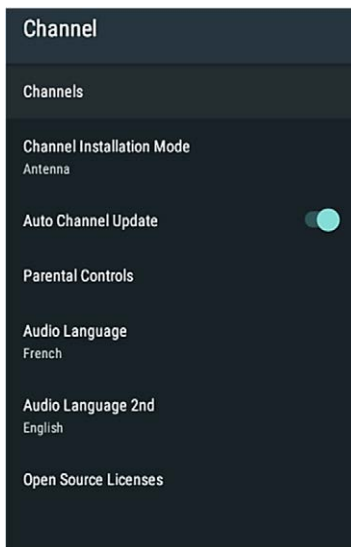 Channel
Channels
Channel Installation Mode
Antenna
Auto Channel Update
Parental Controls
Audio Language
French
Audio Language 2nd
English
Open Source Licenses